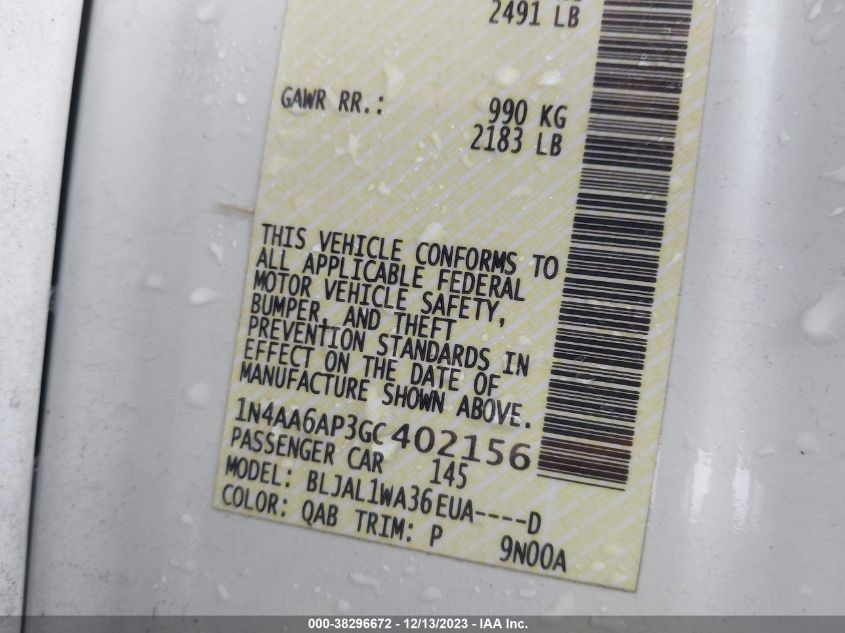 2491 LB
GAWR RR.: 990 KG
2183 LB
THIS VEHICLE CONFORMS TO
ALL APPLICABLE FEDERAL
MOTOR VEHICLE SAFETY,
BUMPER, AND THEFT
PREVENTION STANDARDS IN
EFFECT ON THE DATE OF
MANUFACTURE SHOWN ABOVE.
1N4AA6AP3GC402156
PASSENGER CAR 145
MODEL: BLJAL1WA36EUA----D
COLOR: QAB TRIM: P 9N00A
000-38296672 - 12/13/2023 - IAA Inc.